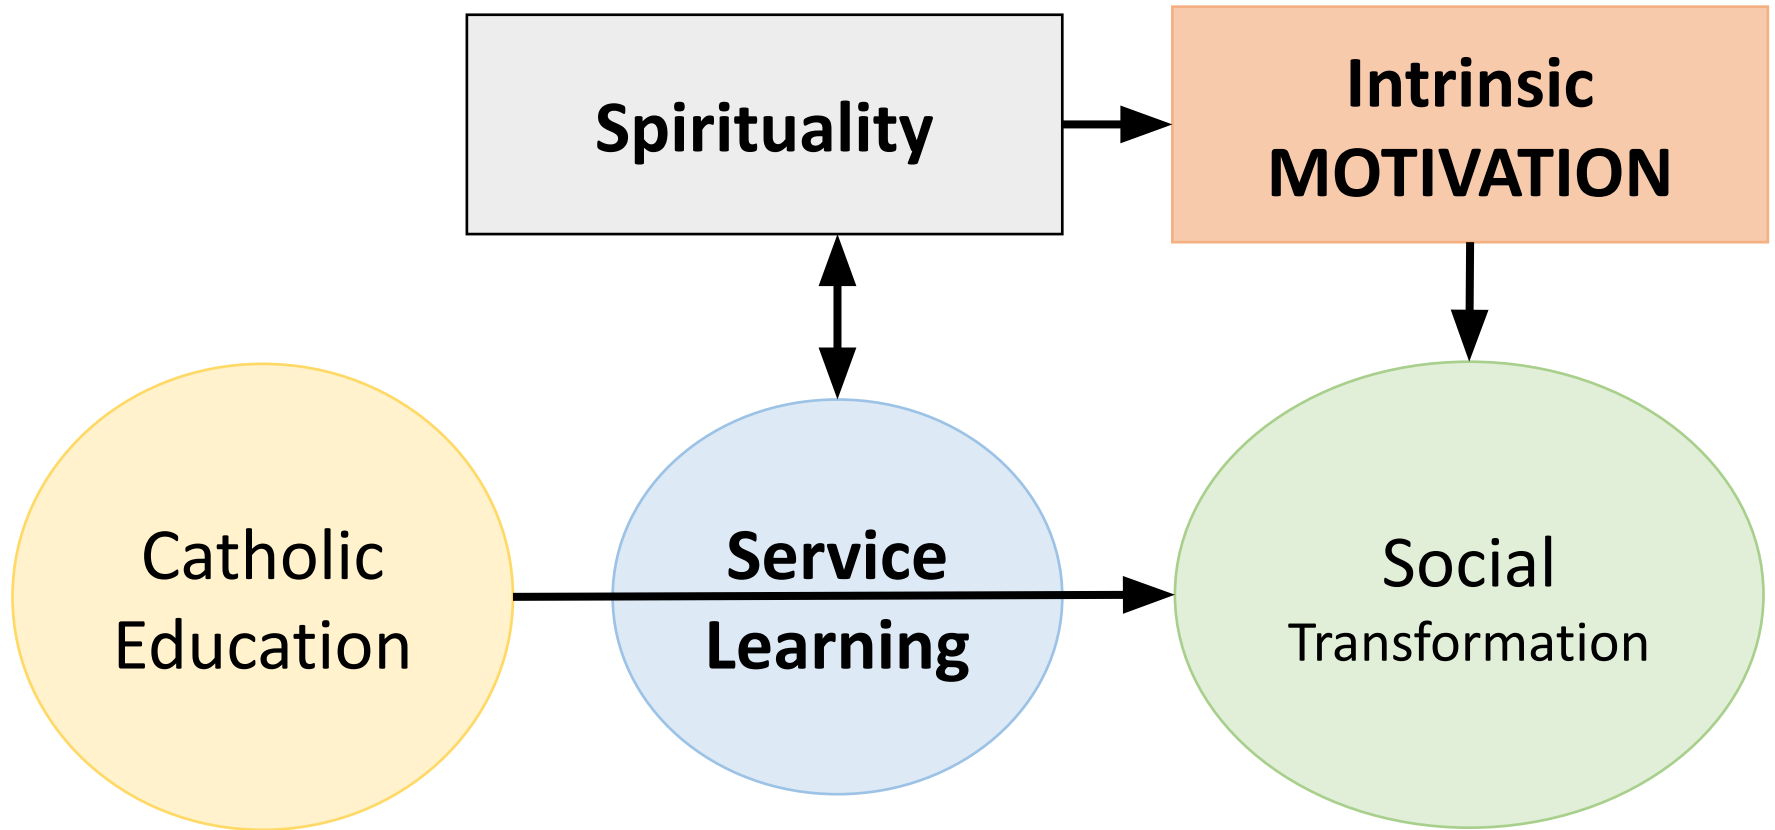 Spirituality
Intrinsic
MOTIVATION
Catholic
Education
Service
Learning
Social
Transformation